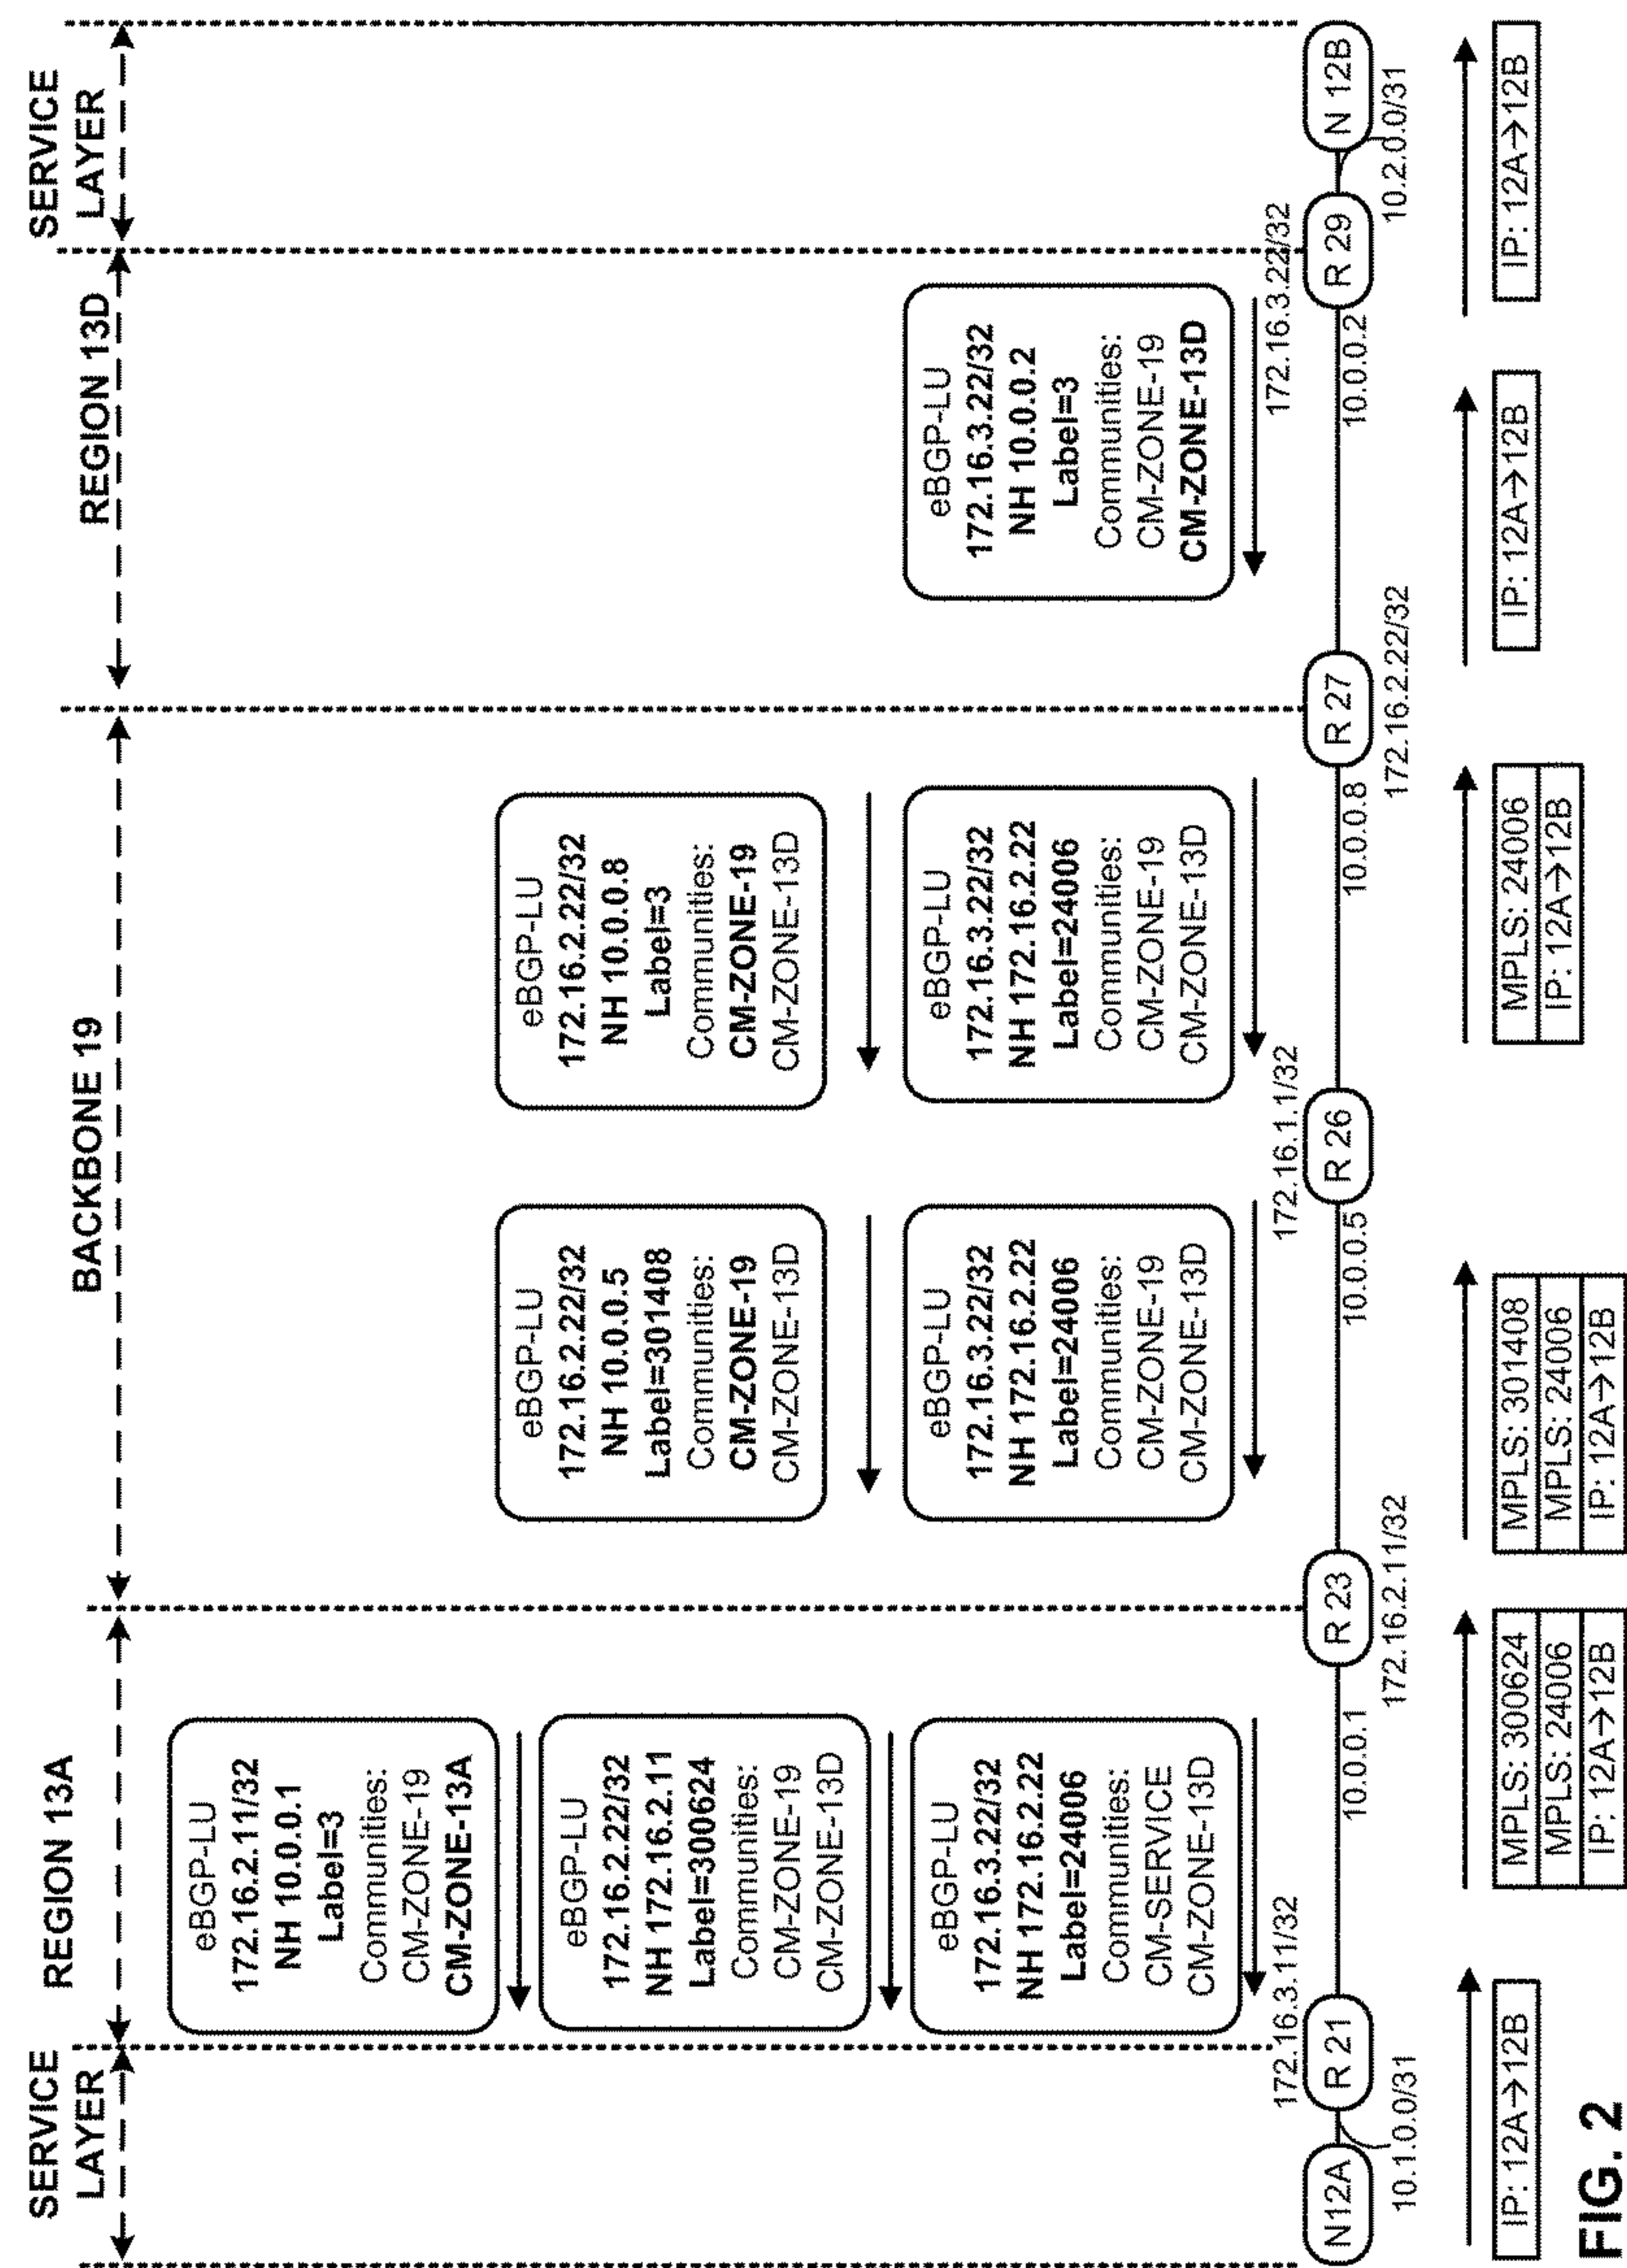 SERVICE
LAYER
REGION 13A
BACKBONE 19
REGION 13D
SERVICE
LAYER
eBGP-LU
172.16.2.11/32
NH 10.0.0.1
Label=3
Communities:
CM-ZONE-19
CM-ZONE-13A
eBGP-LU
172.16.2.22/32
NH 172.16.2.11
Label=300624
Communities:
CM-ZONE-19
CM-ZONE-13D
eBGP-LU
172.16.3.22/32
NH 172.16.2.22
Label=24006
Communities:
CM-SERVICE
CM-ZONE-13D
eBGP-LU
172.16.2.22/32
NH 10.0.0.5
Label=301408
Communities:
CM-ZONE-19
CM-ZONE-13D
eBGP-LU
172.16.3.22/32
NH 172.16.2.22
Label=24006
Communities:
CM-ZONE-19
CM-ZONE-13D
eBGP-LU
172.16.2.22/32
NH 10.0.0.8
Label=3
Communities:
CM-ZONE-19
CM-ZONE-13D
eBGP-LU
172.16.3.22/32
NH 172.16.2.22
Label=24006
Communities:
CM-ZONE-19
CM-ZONE-13D
eBGP-LU
172.16.3.22/32
NH 10.0.0.2
Label=3
Communities:
CM-ZONE-19
CM-ZONE-13D
172.16.3.11/32
172.16.1.1/32
172.16.3.22/32
N12A
R 21
R 23
R 26
R 27
R 29
N 12B
10.1.0.0/31
10.0.0.1
172.16.2.11/32
10.0.0.5
10.0.0.8
172.16.2.22/32
10.0.0.2
10.2.0.0/31
IP: 12A→12B
MPLS: 300624
MPLS: 24006
IP: 12A→12B
MPLS: 301408
MPLS: 24006
IP: 12A→12B
MPLS: 24006
IP: 12A→12B
IP: 12A→12B
IP: 12A→12B
FIG. 2